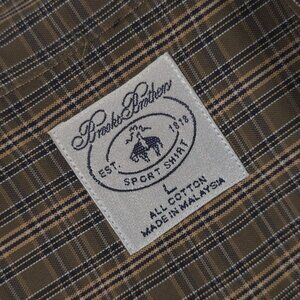 Brooks Brothers
EST. 1818
SPORT SHIRT
L
ALL COTTON
MADE IN MALAYSIA